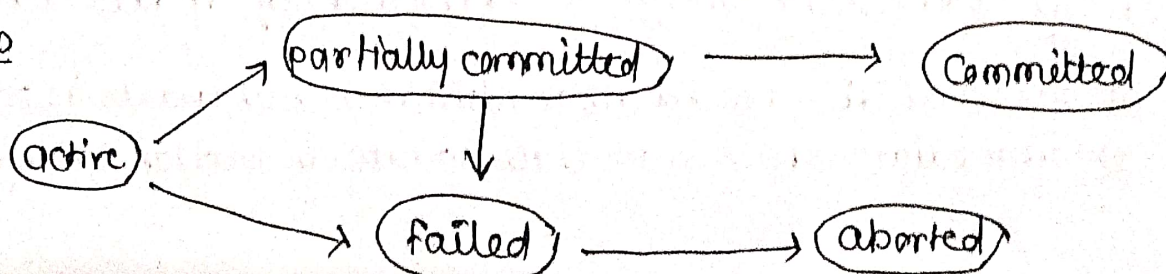 partially committed
Committed
active
failed
aborted